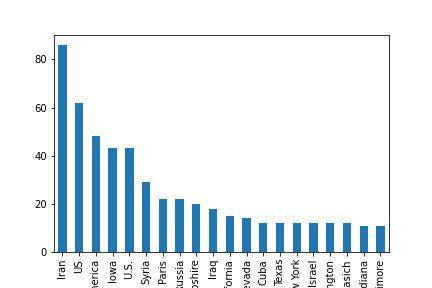 80
60
40
20
0
Iran
US
erica
Iowa
U.S.
Syria
Paris
ussia
pshire
Iraq
fornia
evada
Cuba
Texas
w York
Israel
ngton
asich
diana
imore